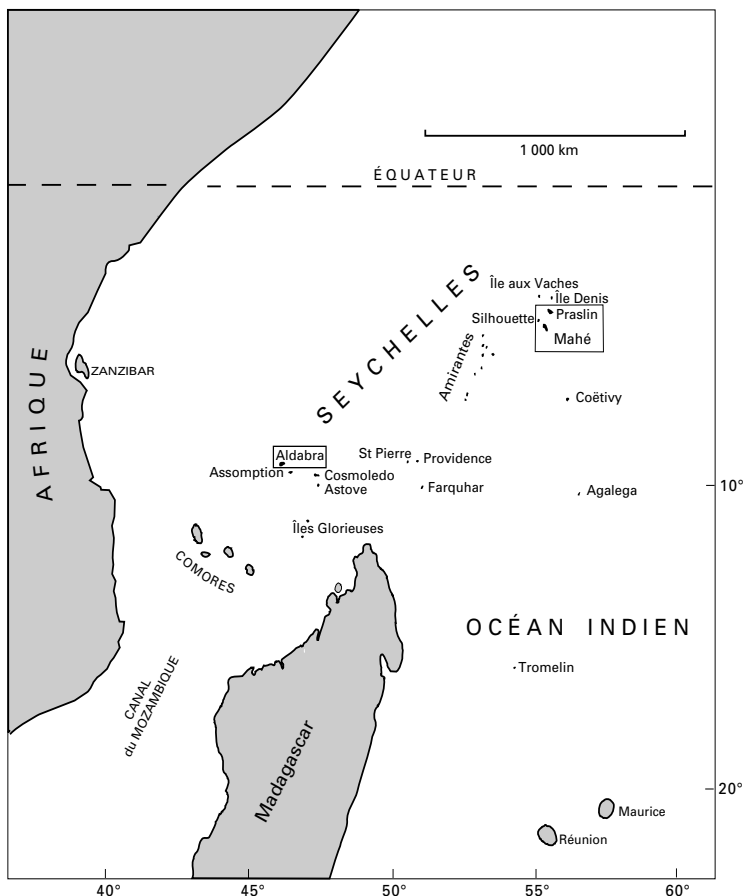 1 000 km
ÉQUATEUR
SEYCHELLES
Île aux Vaches
Île Denis
Praslin
Silhouette
Mahé
Amirantes
AFRIQUE
ZANZIBAR
Coëtivy
Aldabra
St Pierre
Providence
Assomption
Cosmoledo
Astove
Farquhar
Agalega
10°
Îles Glorieuses
COMORES
OCÉAN INDIEN
Tromelin
CANAL
du MOZAMBIQUE
Madagascar
20°
Maurice
Réunion
40° 45° 50° 55° 60°